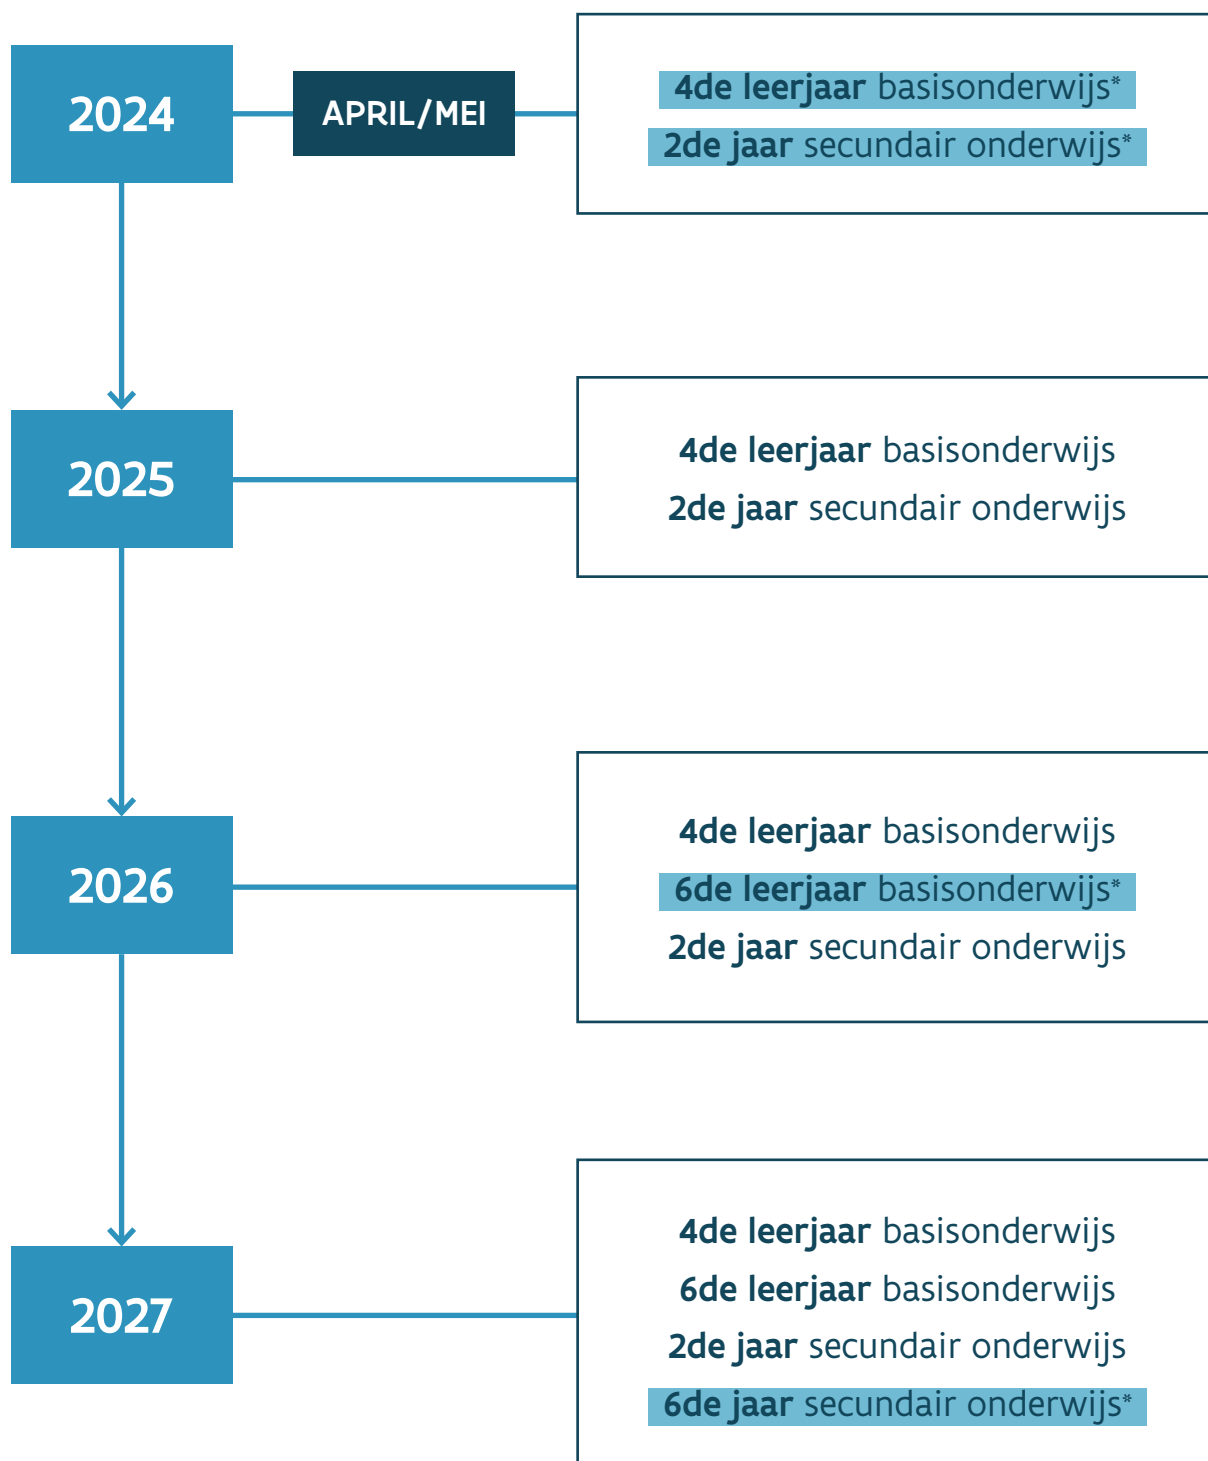 2024
APRIL/MEI
4de leerjaar basisonderwijs*
2de jaar secundair onderwijs*
2025
4de leerjaar basisonderwijs
2de jaar secundair onderwijs
2026
4de leerjaar basisonderwijs
6de leerjaar basisonderwijs*
2de jaar secundair onderwijs
2027
4de leerjaar basisonderwijs
6de leerjaar basisonderwijs
2de jaar secundair onderwijs
6de jaar secundair onderwijs*